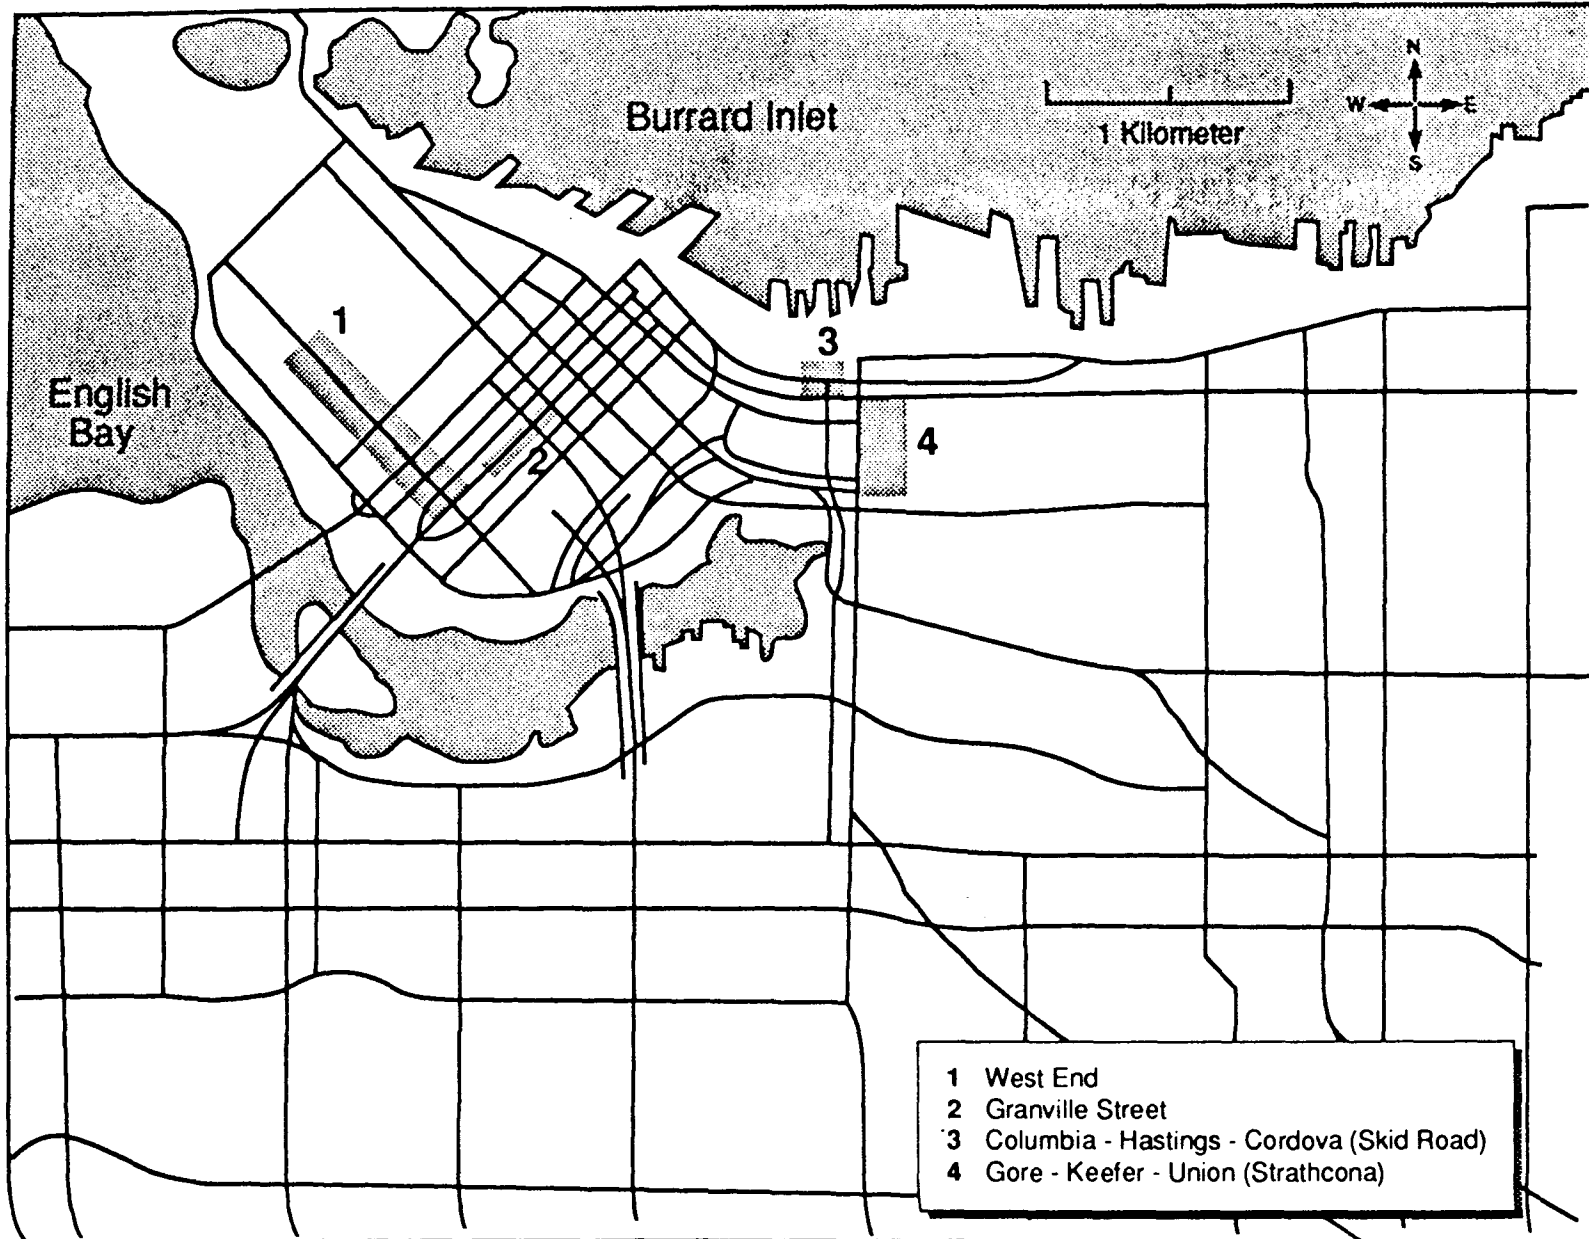 Burrard Inlet
1 Kilometer
N
W E
S
1
3
English
Bay
2
4
1 West End
2 Granville Street
3 Columbia - Hastings - Cordova (Skid Road)
4 Gore - Keefer - Union (Strathcona)